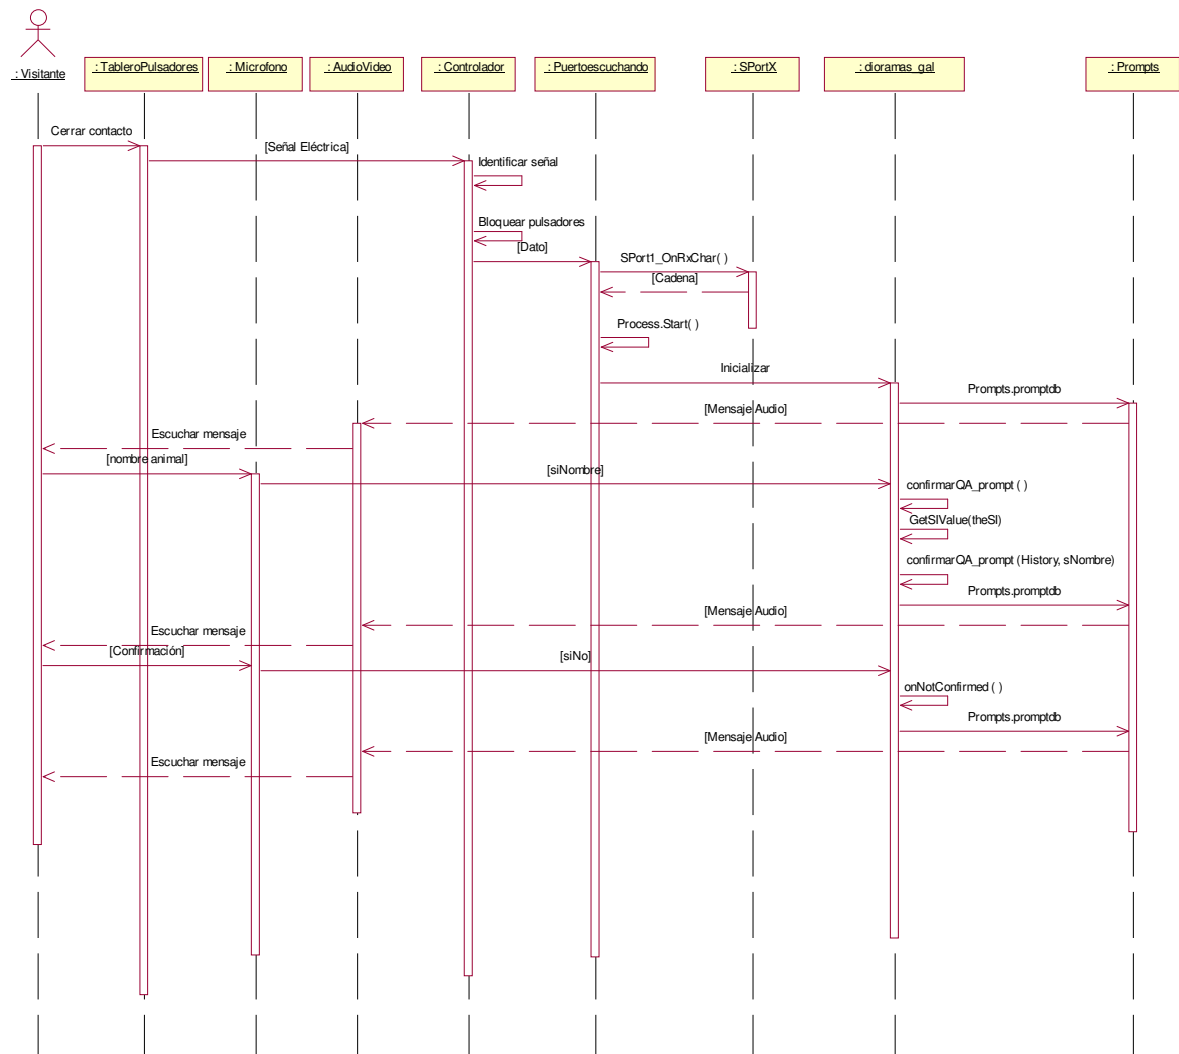 : Visitante
: TableroPulsadores
: Microfono
: AudioVideo
: Controlador
: Puertoescuchando
: SPortX
: dioramas_gal
: Prompts
Cerrar contacto
[Señal Eléctrica]
Identificar señal
Bloquear pulsadores
[Dato]
SPort1_OnRxChar( )
[Cadena]
Process.Start( )
Inicializar
Prompts.promptdb
[Mensaje Audio]
Escuchar mensaje
[nombre animal]
[siNombre]
confirmarQA_prompt ( )
GetSIValue(theSI)
confirmarQA_prompt (History, sNombre)
Prompts.promptdb
[Mensaje Audio]
Escuchar mensaje
[Confirmación]
[siNo]
onNotConfirmed ( )
Prompts.promptdb
[Mensaje Audio]
Escuchar mensaje